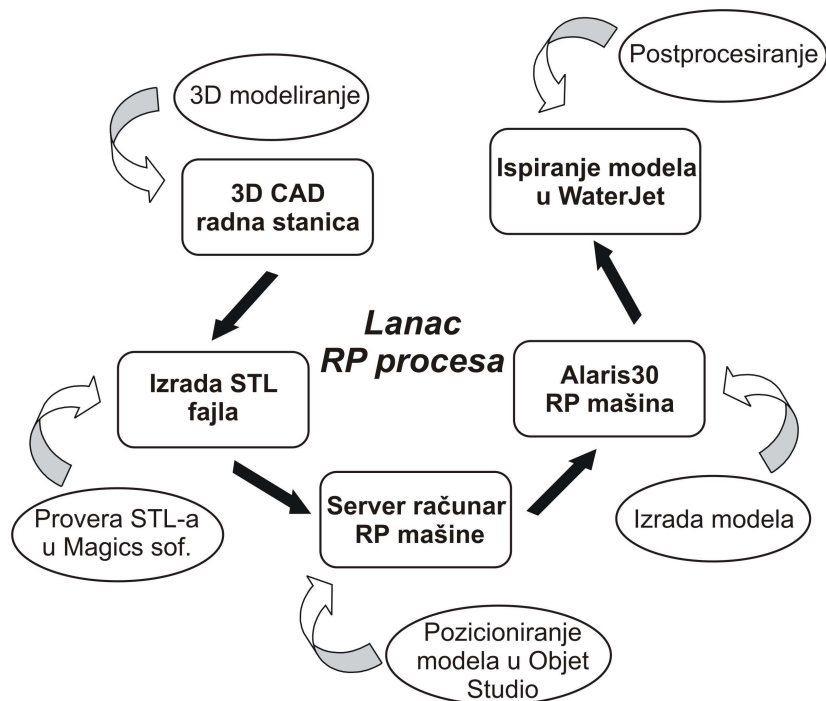 3D modeliranje
3D CAD
radna stanica
Postprocesiranje
Ispiranje modela
u WaterJet
Lanac
RP procesa
Izrada STL
fajla
Alaris30
RP mašina
Provera STL-a
u Magics sof.
Server računar
RP mašine
Izrada modela
Pozicioniranje
modela u Objet
Studio